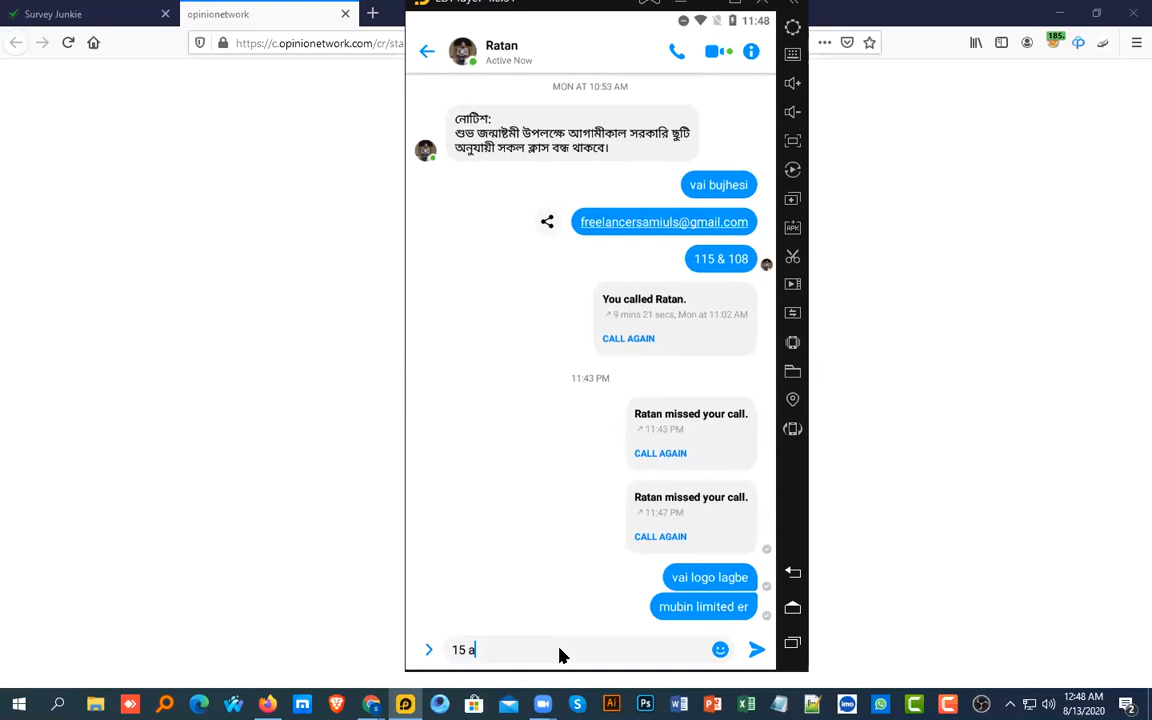 Survey Junkie
opinionnetwork
https://c.opinionetwork.com/cr/sta
185.
11:48
Ratan
Active Now
MON AT 10:53 AM
নোটিশ:
শুভ জন্মাষ্টমী উপলক্ষে আগামীকাল সরকারি ছুটি
অনুযায়ী সকল ক্লাস বন্ধ থাকবে।
vai bujhesi
freelancersamiuls@gmail.com
115 & 108
You called Ratan.
9 mins 21 secs, Mon at 11:02 AM
CALL AGAIN
11:43 PM
Ratan missed your call.
11:43 PM
CALL AGAIN
Ratan missed your call.
11:47 PM
CALL AGAIN
vai logo lagbe
mubin limited er
15 a
APK
12:48 AM
8/13/2020
2